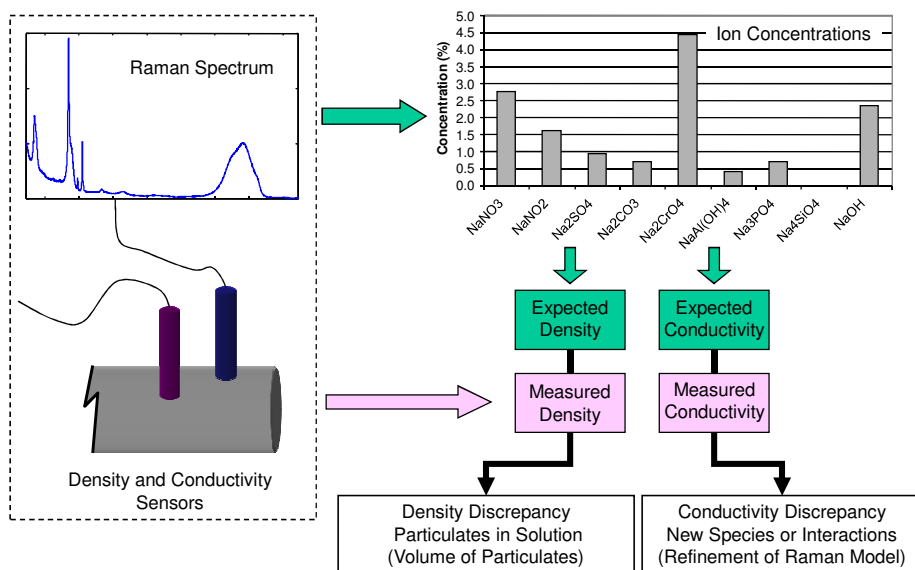 Raman Spectrum
Density and Conductivity
Sensors
Ion Concentrations
Concentration (%)
5.0
4.5
4.0
3.5
3.0
2.5
2.0
1.5
1.0
0.5
0.0
NaNO3
NaNO2
Na2SO4
Na2CO3
Na2CrO4
NaAl(OH)4
Na3PO4
Na4SiO4
NaOH
Expected
Density
Expected
Conductivity
Measured
Density
Measured
Conductivity
Density Discrepancy
Particulates in Solution
(Volume of Particulates)
Conductivity Discrepancy
New Species or Interactions
(Refinement of Raman Model)